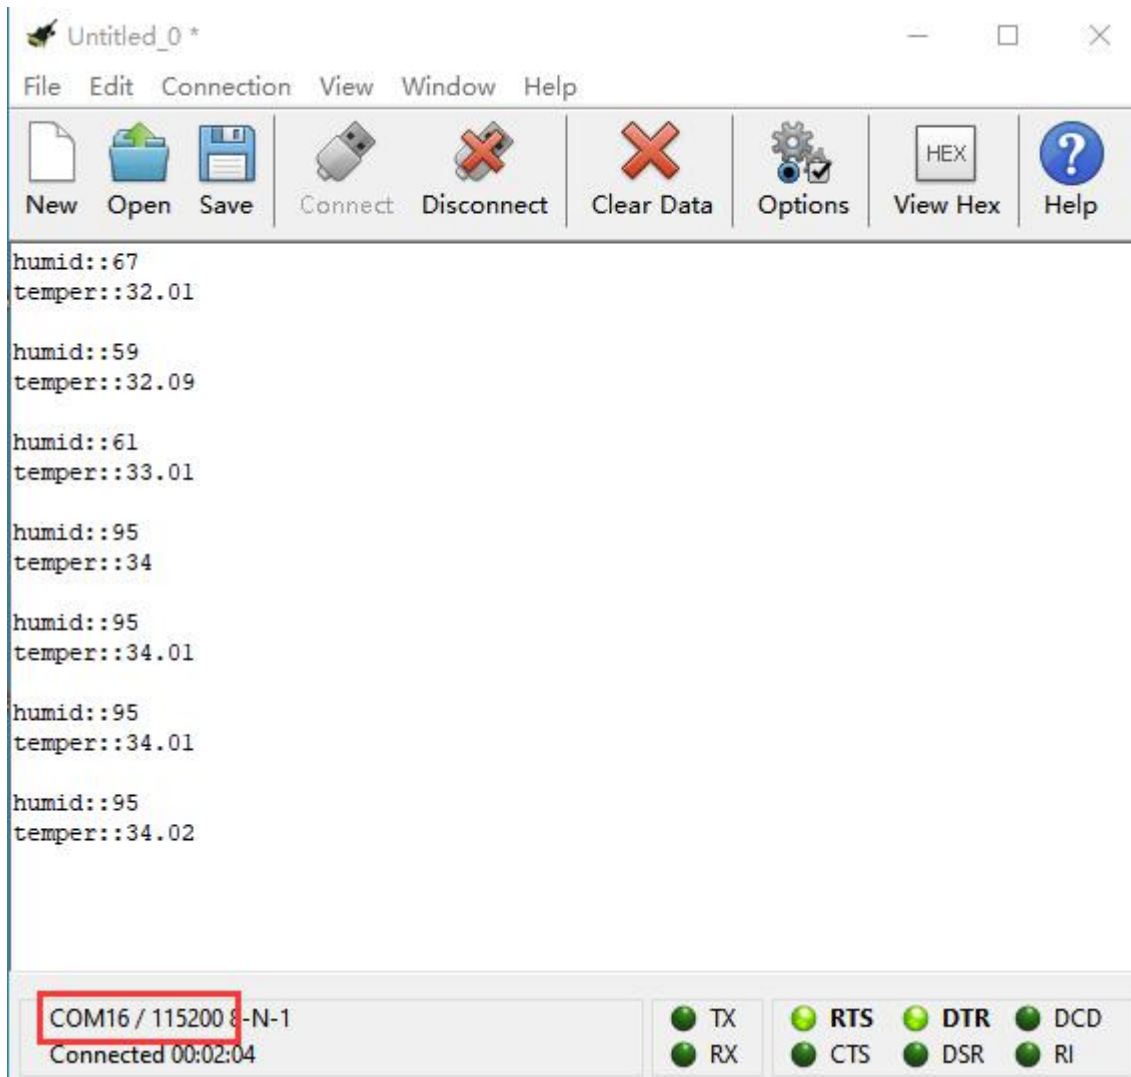 Untitled_0 *
File Edit Connection View Window Help
New Open Save Connect Disconnect Clear Data Options HEX View Hex ? Help
humid::67
temper::32.01
humid::59
temper::32.09
humid::61
temper::33.01
humid::95
temper::34
humid::95
temper::34.01
humid::95
temper::34.01
humid::95
temper::34.02
COM16 / 115200 8-N-1 TX RTS DTR DCD
Connected 00:02:04 RX CTS DSR RI